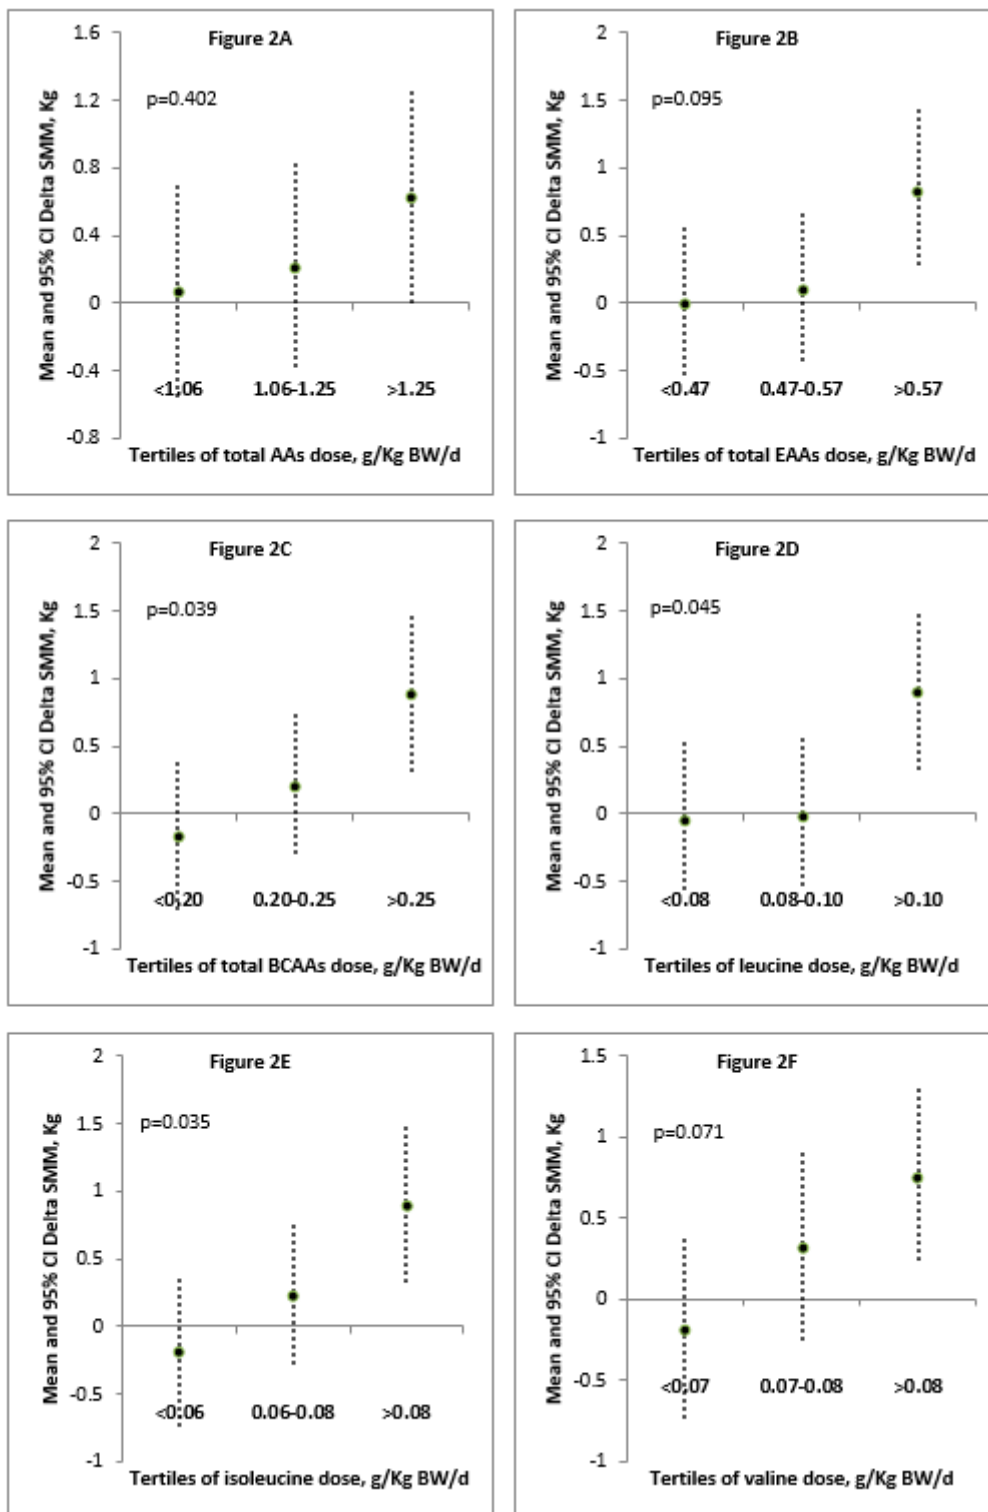 Figure 2A
p=0.402
Mean and 95% CI Delta SMM, Kg
1.6
1.2
0.8
0.4
0
-0.4
-0.8
<1.06
1.06-1.25
>1.25
Tertiles of total AAs dose, g/Kg BW/d
Figure 2B
p=0.095
Mean and 95% CI Delta SMM, Kg
2
1.5
1
0.5
0
-0.5
-1
<0.47
0.47-0.57
>0.57
Tertiles of total EAAs dose, g/Kg BW/d
Figure 2C
p=0.039
Mean and 95% CI Delta SMM, Kg
2
1.5
1
0.5
0
-0.5
-1
<0.20
0.20-0.25
>0.25
Tertiles of total BCAAs dose, g/Kg BW/d
Figure 2D
p=0.045
Mean and 95% CI Delta SMM, Kg
2
1.5
1
0.5
0
-0.5
-1
<0.08
0.08-0.10
>0.10
Tertiles of leucine dose, g/Kg BW/d
Figure 2E
p=0.035
Mean and 95% CI Delta SMM, Kg
2
1.5
1
0.5
0
-0.5
-1
<0.06
0.06-0.08
>0.08
Tertiles of isoleucine dose, g/Kg BW/d
Figure 2F
p=0.071
Mean and 95% CI Delta SMM, Kg
1.5
1
0.5
0
-0.5
-1
<0.07
0.07-0.08
>0.08
Tertiles of valine dose, g/Kg BW/d